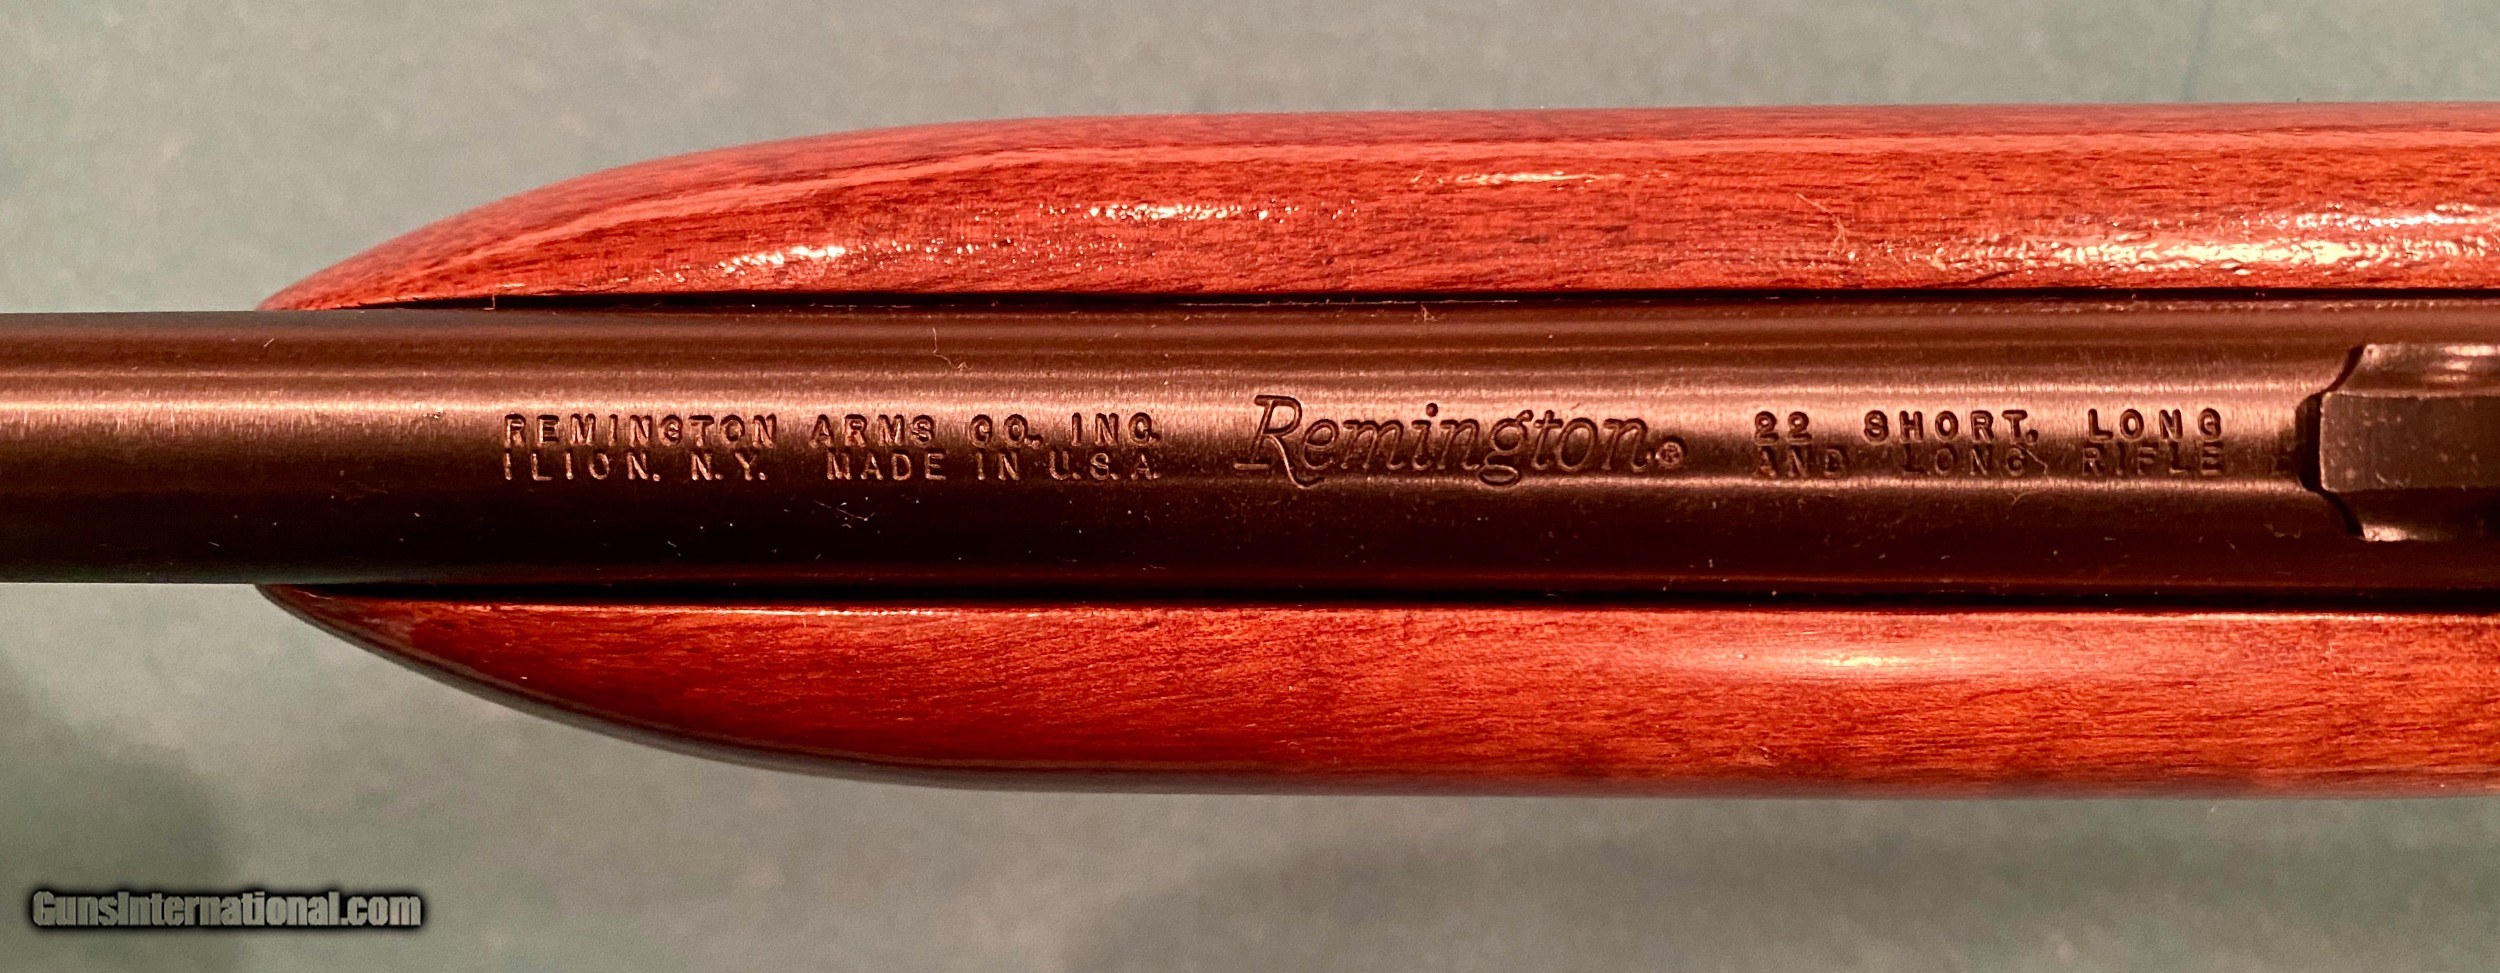 REMINGTON ARMS CO. INC.
ILION. N.Y. MADE IN U.S.A.
Remington®
22 SHORT. LONG
AND LONG RIFLE
GunsInternational.com